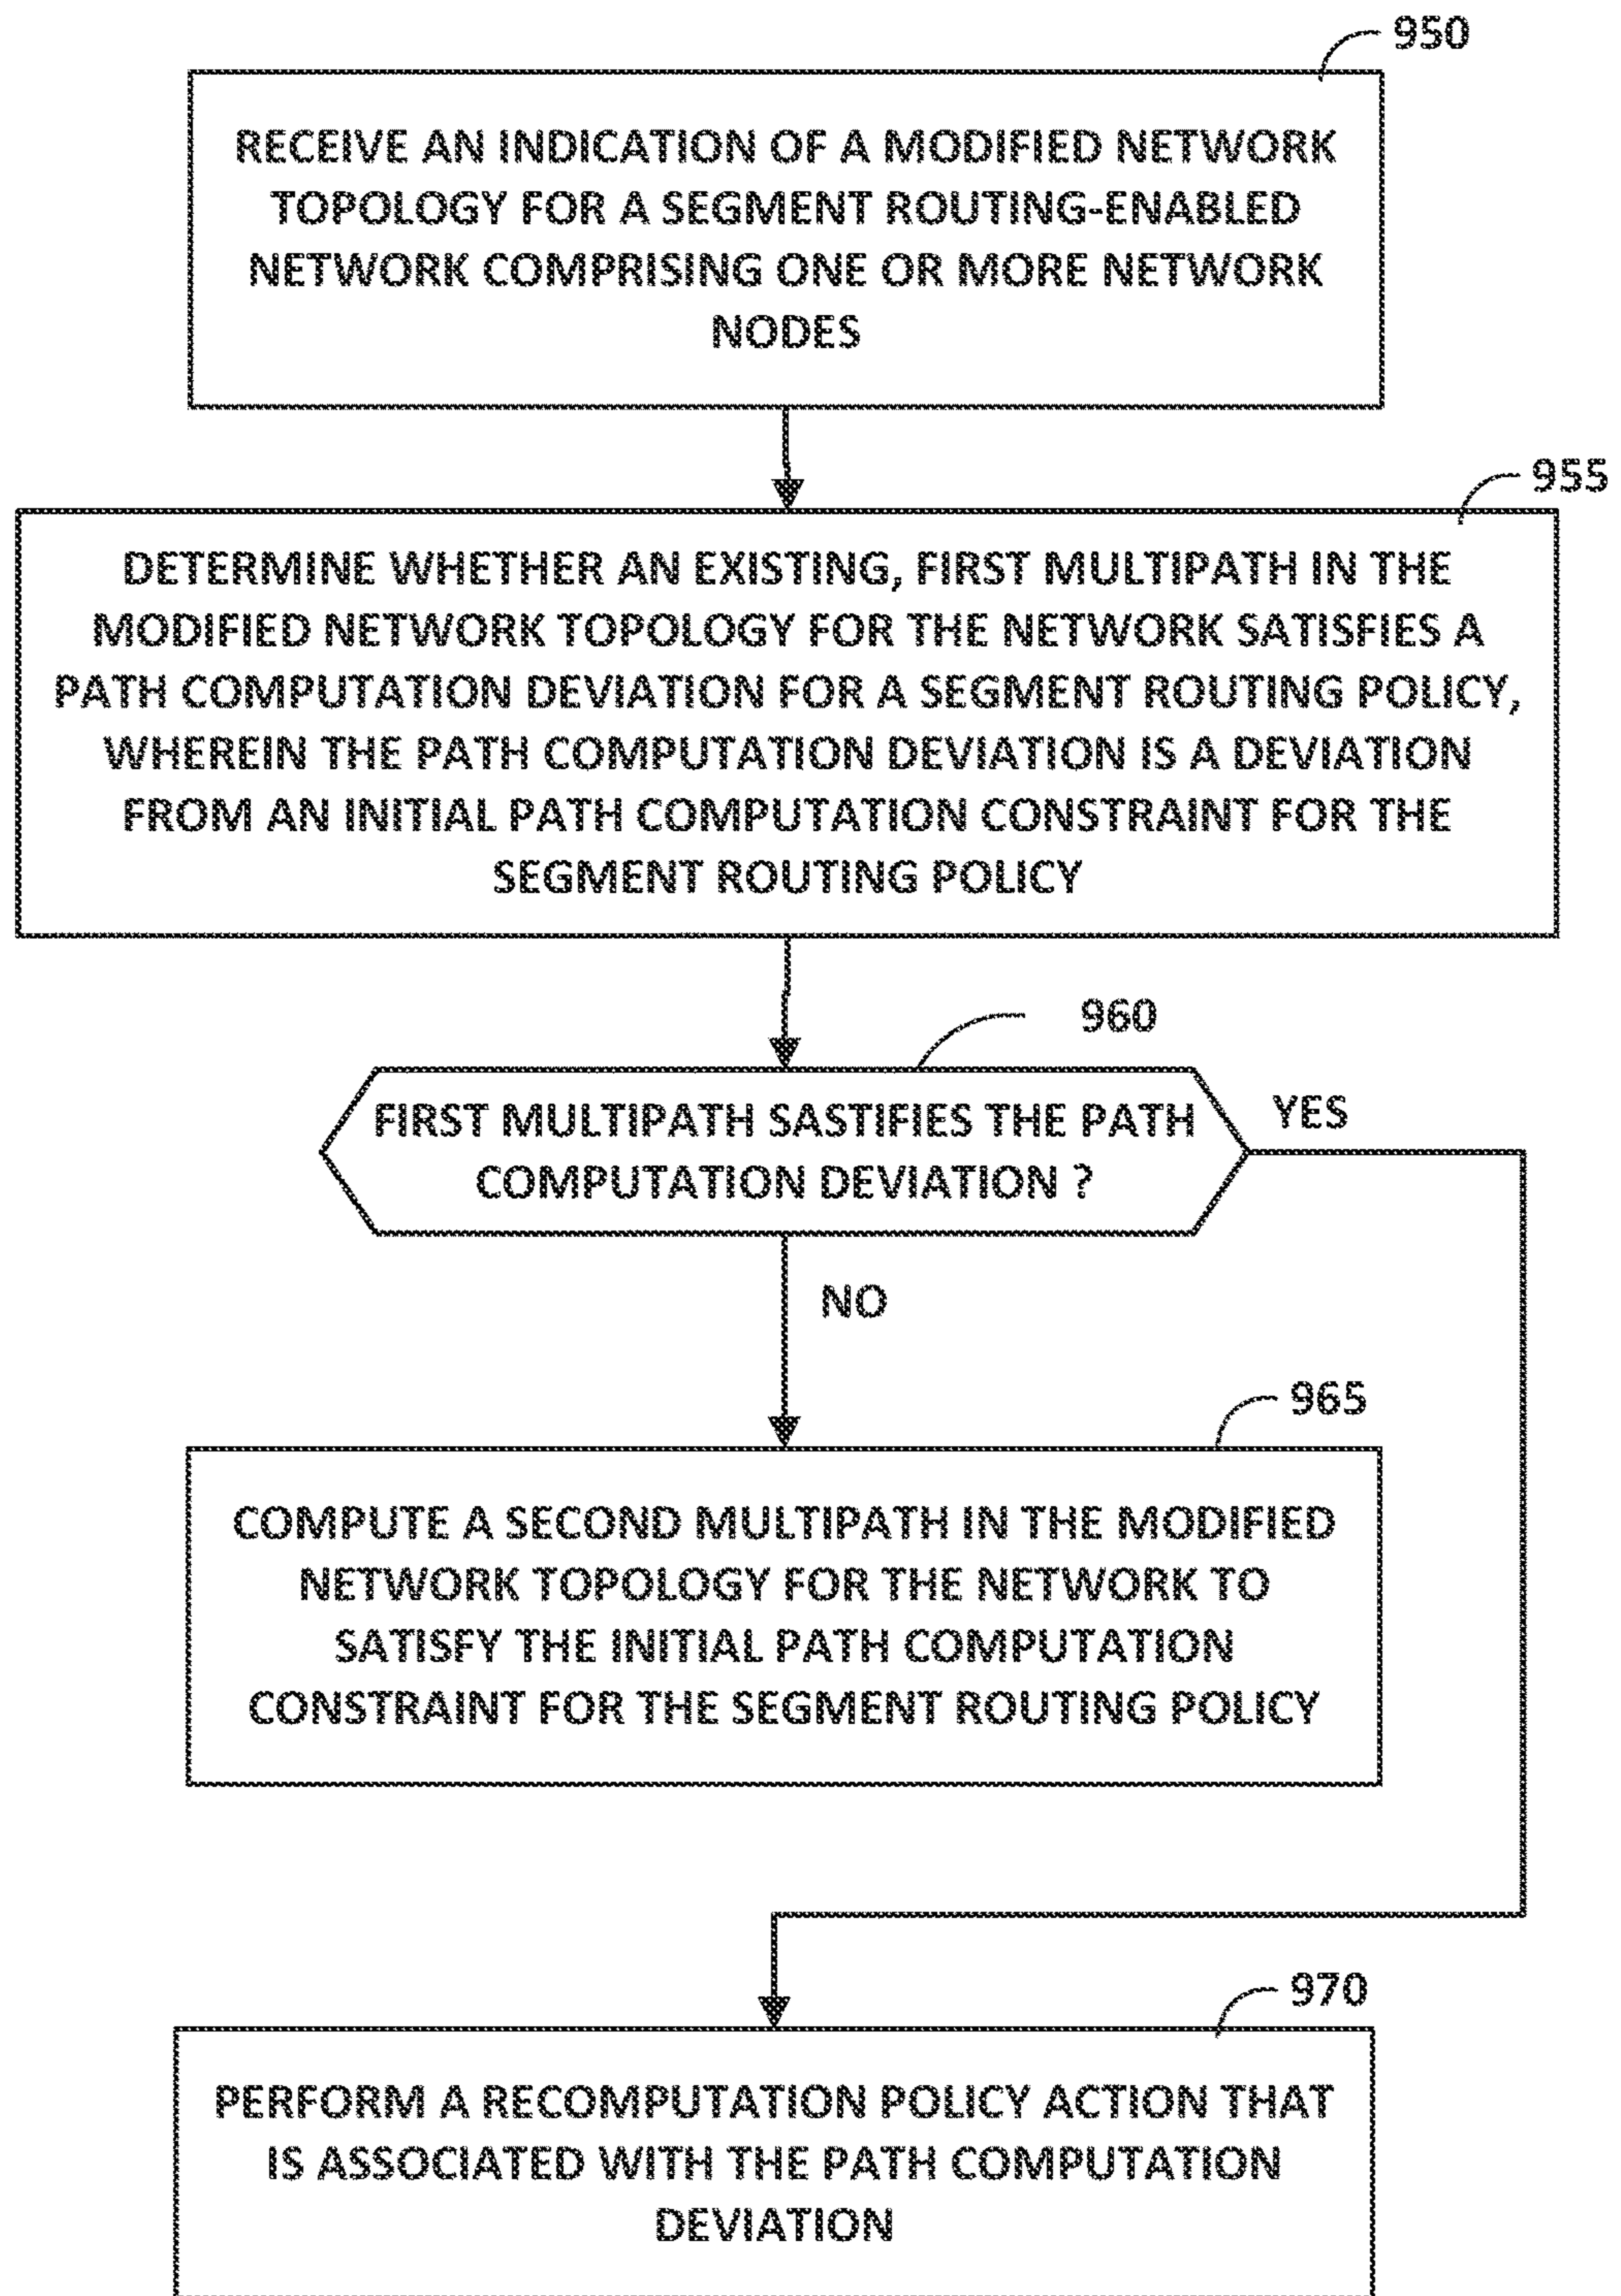 950
RECEIVE AN INDICATION OF A MODIFIED NETWORK
TOPOLOGY FOR A SEGMENT ROUTING-ENABLED
NETWORK COMPRISING ONE OR MORE NETWORK
NODES
955
DETERMINE WHETHER AN EXISTING, FIRST MULTIPATH IN THE
MODIFIED NETWORK TOPOLOGY FOR THE NETWORK SATISFIES A
PATH COMPUTATION DEVIATION FOR A SEGMENT ROUTING POLICY,
WHEREIN THE PATH COMPUTATION DEVIATION IS A DEVIATION
FROM AN INITIAL PATH COMPUTATION CONSTRAINT FOR THE
SEGMENT ROUTING POLICY
960
FIRST MULTIPATH SASTIFIES THE PATH
COMPUTATION DEVIATION ?
YES
NO
965
COMPUTE A SECOND MULTIPATH IN THE MODIFIED
NETWORK TOPOLOGY FOR THE NETWORK TO
SATISFY THE INITIAL PATH COMPUTATION
CONSTRAINT FOR THE SEGMENT ROUTING POLICY
970
PERFORM A RECOMPUTATION POLICY ACTION THAT
IS ASSOCIATED WITH THE PATH COMPUTATION
DEVIATION